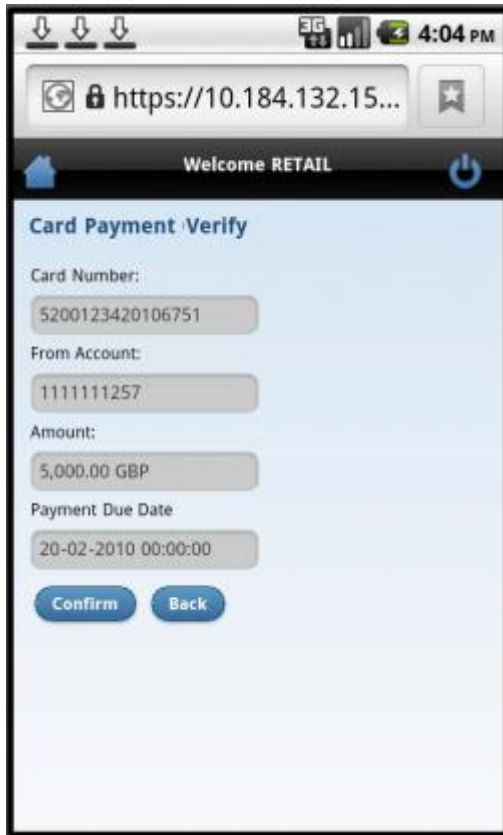 3G 4:04 PM
https://10.184.132.15...
Welcome RETAIL
Card Payment Verify
Card Number:
5200123420106751
From Account:
1111111257
Amount:
5,000.00 GBP
Payment Due Date
20-02-2010 00:00:00
Confirm Back